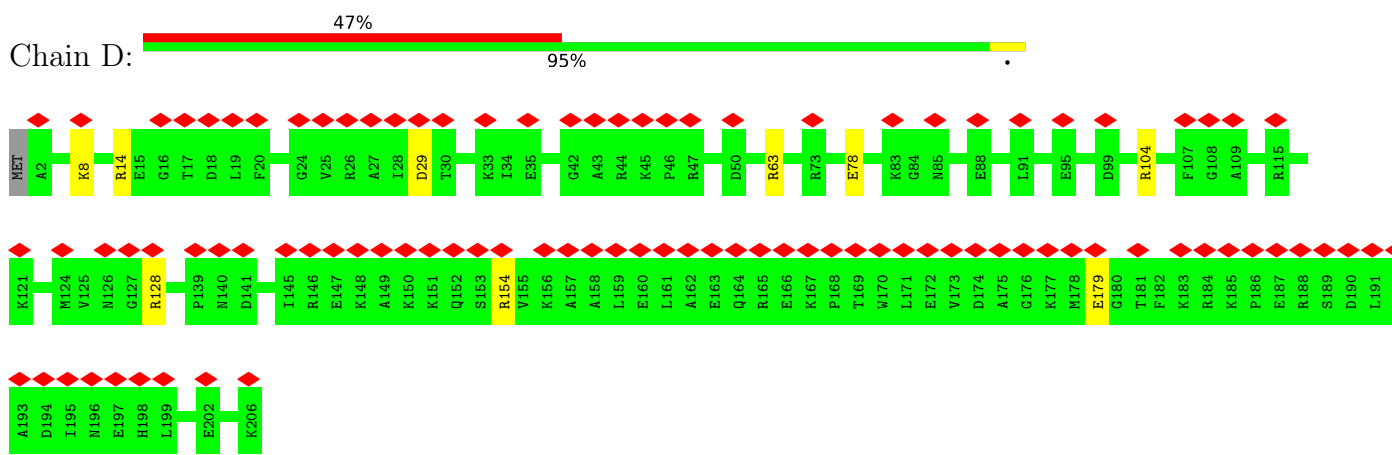 47%
Chain D:
95% .
MET A2 K8 R14 E15 G16 T17 D18 L19 F20 G24 V25 R26 A27 I28 D29 T30 K33 I34 E35 G42 A43 R44 K45 P46 R47 D50 R63 R73 E78 K83 G84 N85 E88 L91 E95 D99 R104 F107 G108 A109 R115
K121 M124 V125 N126 G127 R128 P139 N140 D141 I145 R146 E147 K148 A149 K150 K151 Q152 S153 R154 V155 K156 A157 A158 L159 E160 L161 A162 E163 Q164 R165 E166 K167 P168 T169 W170 L171 E172 V173 D174 A175 G176 K177 M178 E179 G180 T181 F182 K183 R184 K185 P186 E187 R188 S189 D190 L191
A193 D194 I195 N196 E197 H198 L199 E202 K206